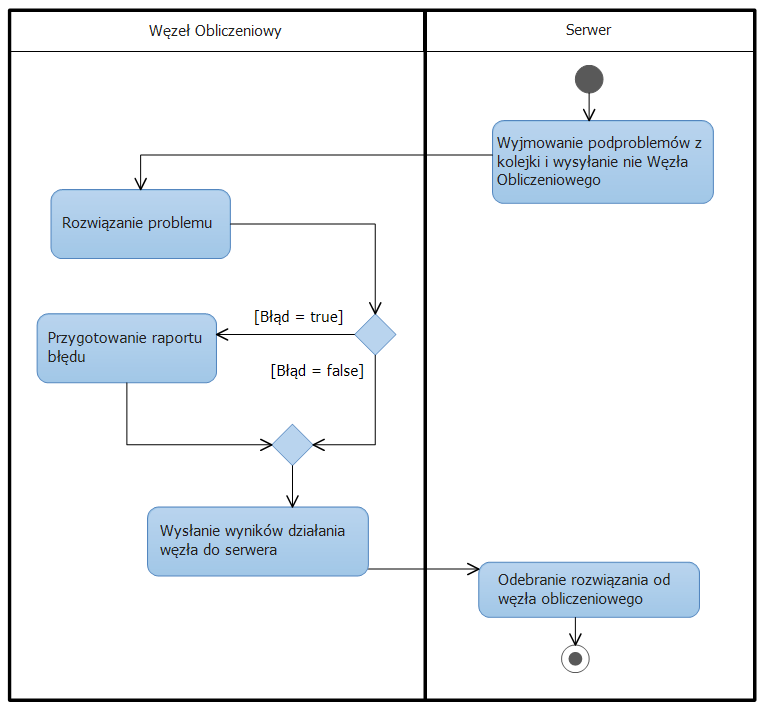 Węzeł Obliczeniowy
Serwer
Wyjmowanie podproblemów z
kolejki i wysyłanie nie Węzła
Obliczeniowego
Rozwiązanie problemu
[Błąd = true]
Przygotowanie raportu
błędu
[Błąd = false]
Wysłanie wyników działania
węzła do serwera
Odebranie rozwiązania od
węzła obliczeniowego